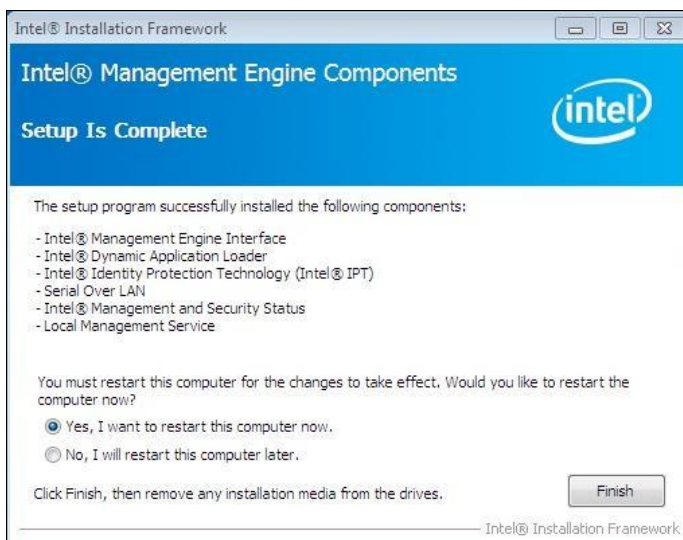 Intel® Installation Framework
Intel® Management Engine Components
intel
Setup Is Complete
The setup program successfully installed the following components:
- Intel® Management Engine Interface
- Intel® Dynamic Application Loader
- Intel® Identity Protection Technology (Intel® IPT)
- Serial Over LAN
- Intel® Management and Security Status
- Local Management Service
You must restart this computer for the changes to take effect. Would you like to restart the
computer now?
Yes, I want to restart this computer now.
No, I will restart this computer later.
Click Finish, then remove any installation media from the drives.
Finish
Intel® Installation Framework